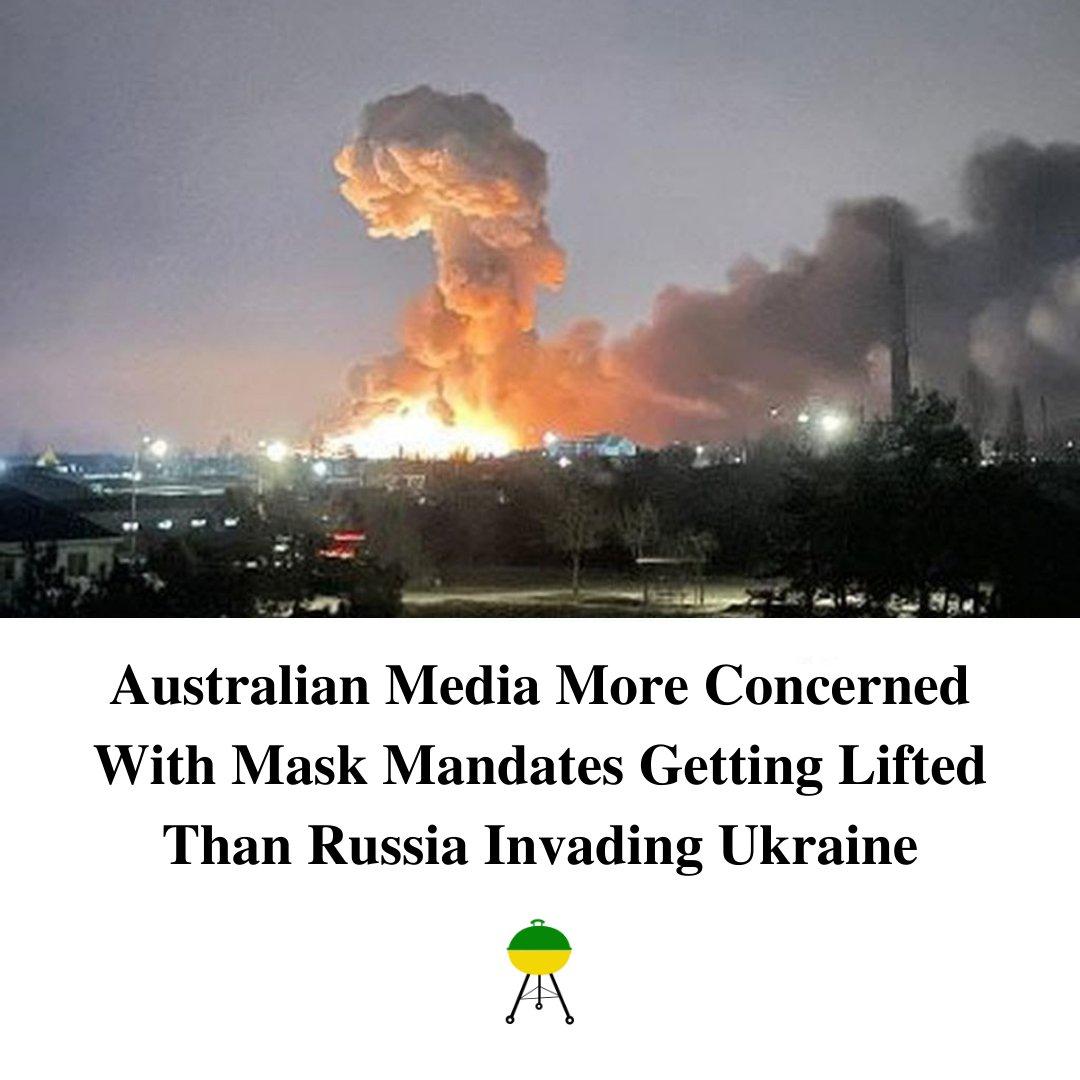 Australian Media More Concerned
With Mask Mandates Getting Lifted
Than Russia Invading Ukraine